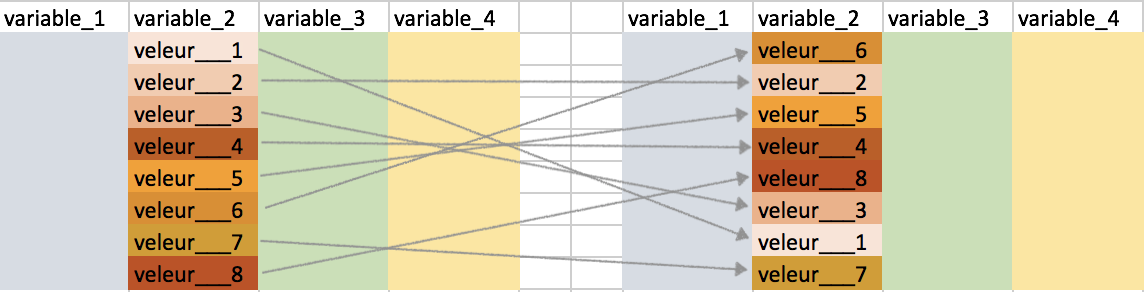 variable_1 variable_2 variable_3 variable_4 variable_1 variable_2 variable_3 variable_4
veleur___1 veleur___6
veleur___2 veleur___2
veleur___3 veleur___5
veleur___4 veleur___4
veleur___5 veleur___8
veleur___6 veleur___3
veleur___7 veleur___1
veleur___8 veleur___7